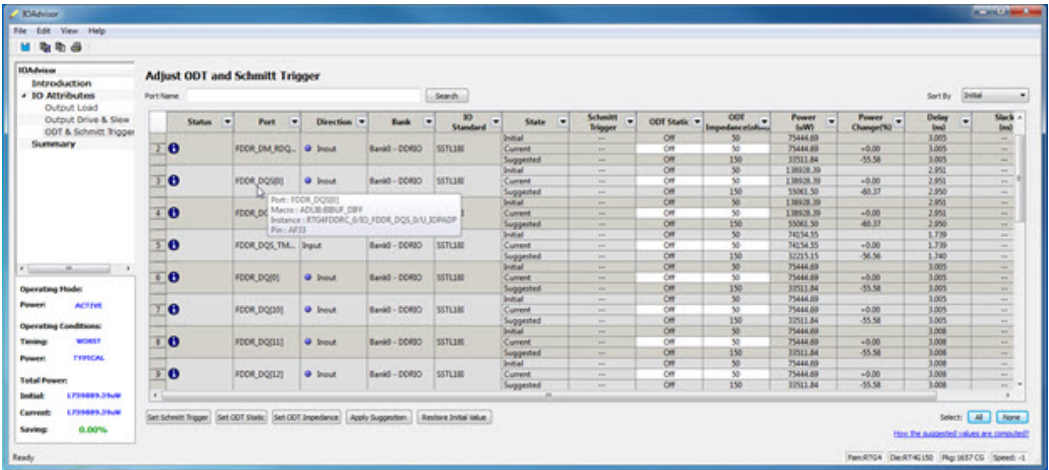 IOAdvisor
File Edit View Help
IOAdvisor
Introduction
IO Attributes
Output Load
Output Drive & Slew
ODT & Schmitt Trigger
Summary
Operating Mode:
Power: ACTIVE
Operating Conditions:
Timing: WORST
Power: TYPICAL
Total Power:
Initial: 1759889.39uW
Current: 1759889.39uW
Saving: 0.00%
Adjust ODT and Schmitt Trigger
Port Name Search Sort By Initial
Status Port Direction Bank IO Standard State Schmitt Trigger ODT Static ODT Impedance(ohms) Power (uW) Power Change(%) Delay (ns) Slack (ns)
Initial -- Off 50 75444.69 3.005 --
2 FDDR_DM_RDQ... Inout Bank0 - DDRIO SSTL18I Current -- Off 50 75444.69 +0.00 3.005 --
Suggested -- Off 150 33511.84 -55.58 3.005 --
Initial -- Off 50 138928.39 2.951 --
3 FDDR_DQS[0] Inout Bank0 - DDRIO SSTL18I Current -- Off 50 138928.39 +0.00 2.951 --
Suggested -- Off 150 55061.50 -60.37 2.950 --
Port : FDDR_DQS[0]
Macro : ADLIB:BIBUF_DIFF
Instance : RTG4FDDRC_0/IO_FDDR_DQS_0/U_IOPADP
Pin : AF33
Initial -- Off 50 138928.39 2.951 --
4 Bank0 - DDRIO SSTL18I Current -- Off 50 138928.39 +0.00 2.951 --
Suggested -- Off 150 55061.50 -60.37 2.950 --
Initial -- Off 50 74154.55 1.739 --
5 FDDR_DQS_TM... Input Bank0 - DDRIO SSTL18I Current -- Off 50 74154.55 +0.00 1.739 --
Suggested -- Off 150 32215.15 -56.56 1.740 --
Initial -- Off 50 75444.69 3.005 --
6 FDDR_DQ[0] Inout Bank0 - DDRIO SSTL18I Current -- Off 50 75444.69 +0.00 3.005 --
Suggested -- Off 150 33511.84 -55.58 3.005 --
Initial -- Off 50 75444.69 3.005 --
7 FDDR_DQ[10] Inout Bank0 - DDRIO SSTL18I Current -- Off 50 75444.69 +0.00 3.005 --
Suggested -- Off 150 33511.84 -55.58 3.005 --
Initial -- Off 50 75444.69 3.008 --
8 FDDR_DQ[11] Inout Bank0 - DDRIO SSTL18I Current -- Off 50 75444.69 +0.00 3.008 --
Suggested -- Off 150 33511.84 -55.58 3.008 --
Initial -- Off 50 75444.69 3.008 --
9 FDDR_DQ[12] Inout Bank0 - DDRIO SSTL18I Current -- Off 50 75444.69 +0.00 3.008 --
Suggested -- Off 150 33511.84 -55.58 3.008 --
Set Schmitt Trigger Set ODT Static Set ODT Impedance Apply Suggestion Restore Initial Value Select: All None
How the suggested values are computed?
Ready Fam:RTG4 Die:RT4G150 Pkg:1657 CG Speed: -1